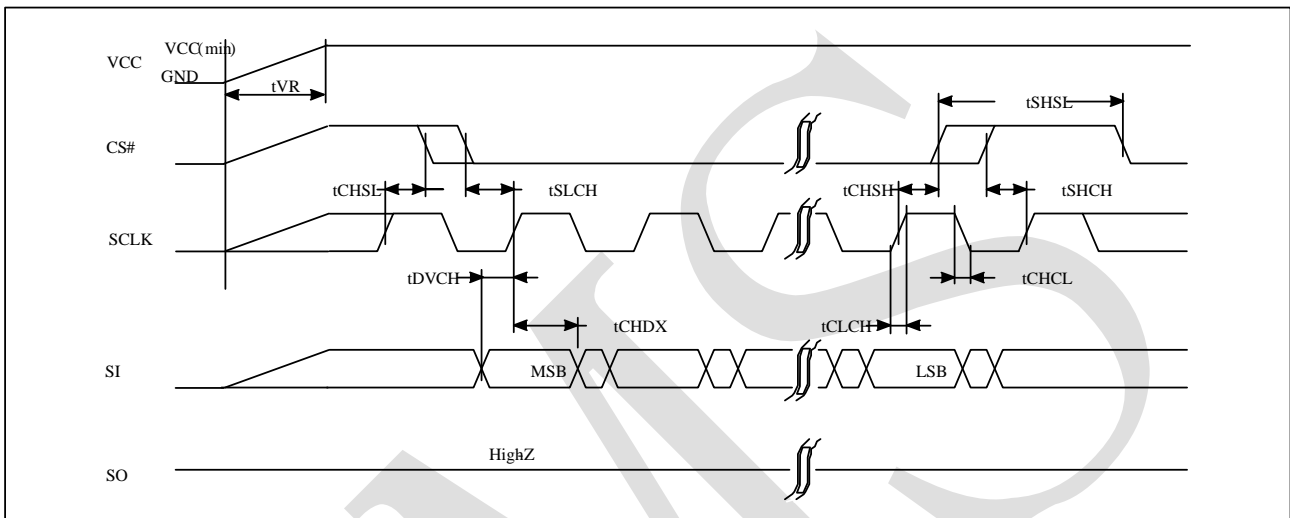 VCC(min)
VCC
GND
tVR
tSHSL
CS#
tCHSL
tSLCH
tCHSH
tSHCH
SCLK
tDVCH
tCHCL
tCHDX
tCLCH
SI
MSB
LSB
HighZ
SO